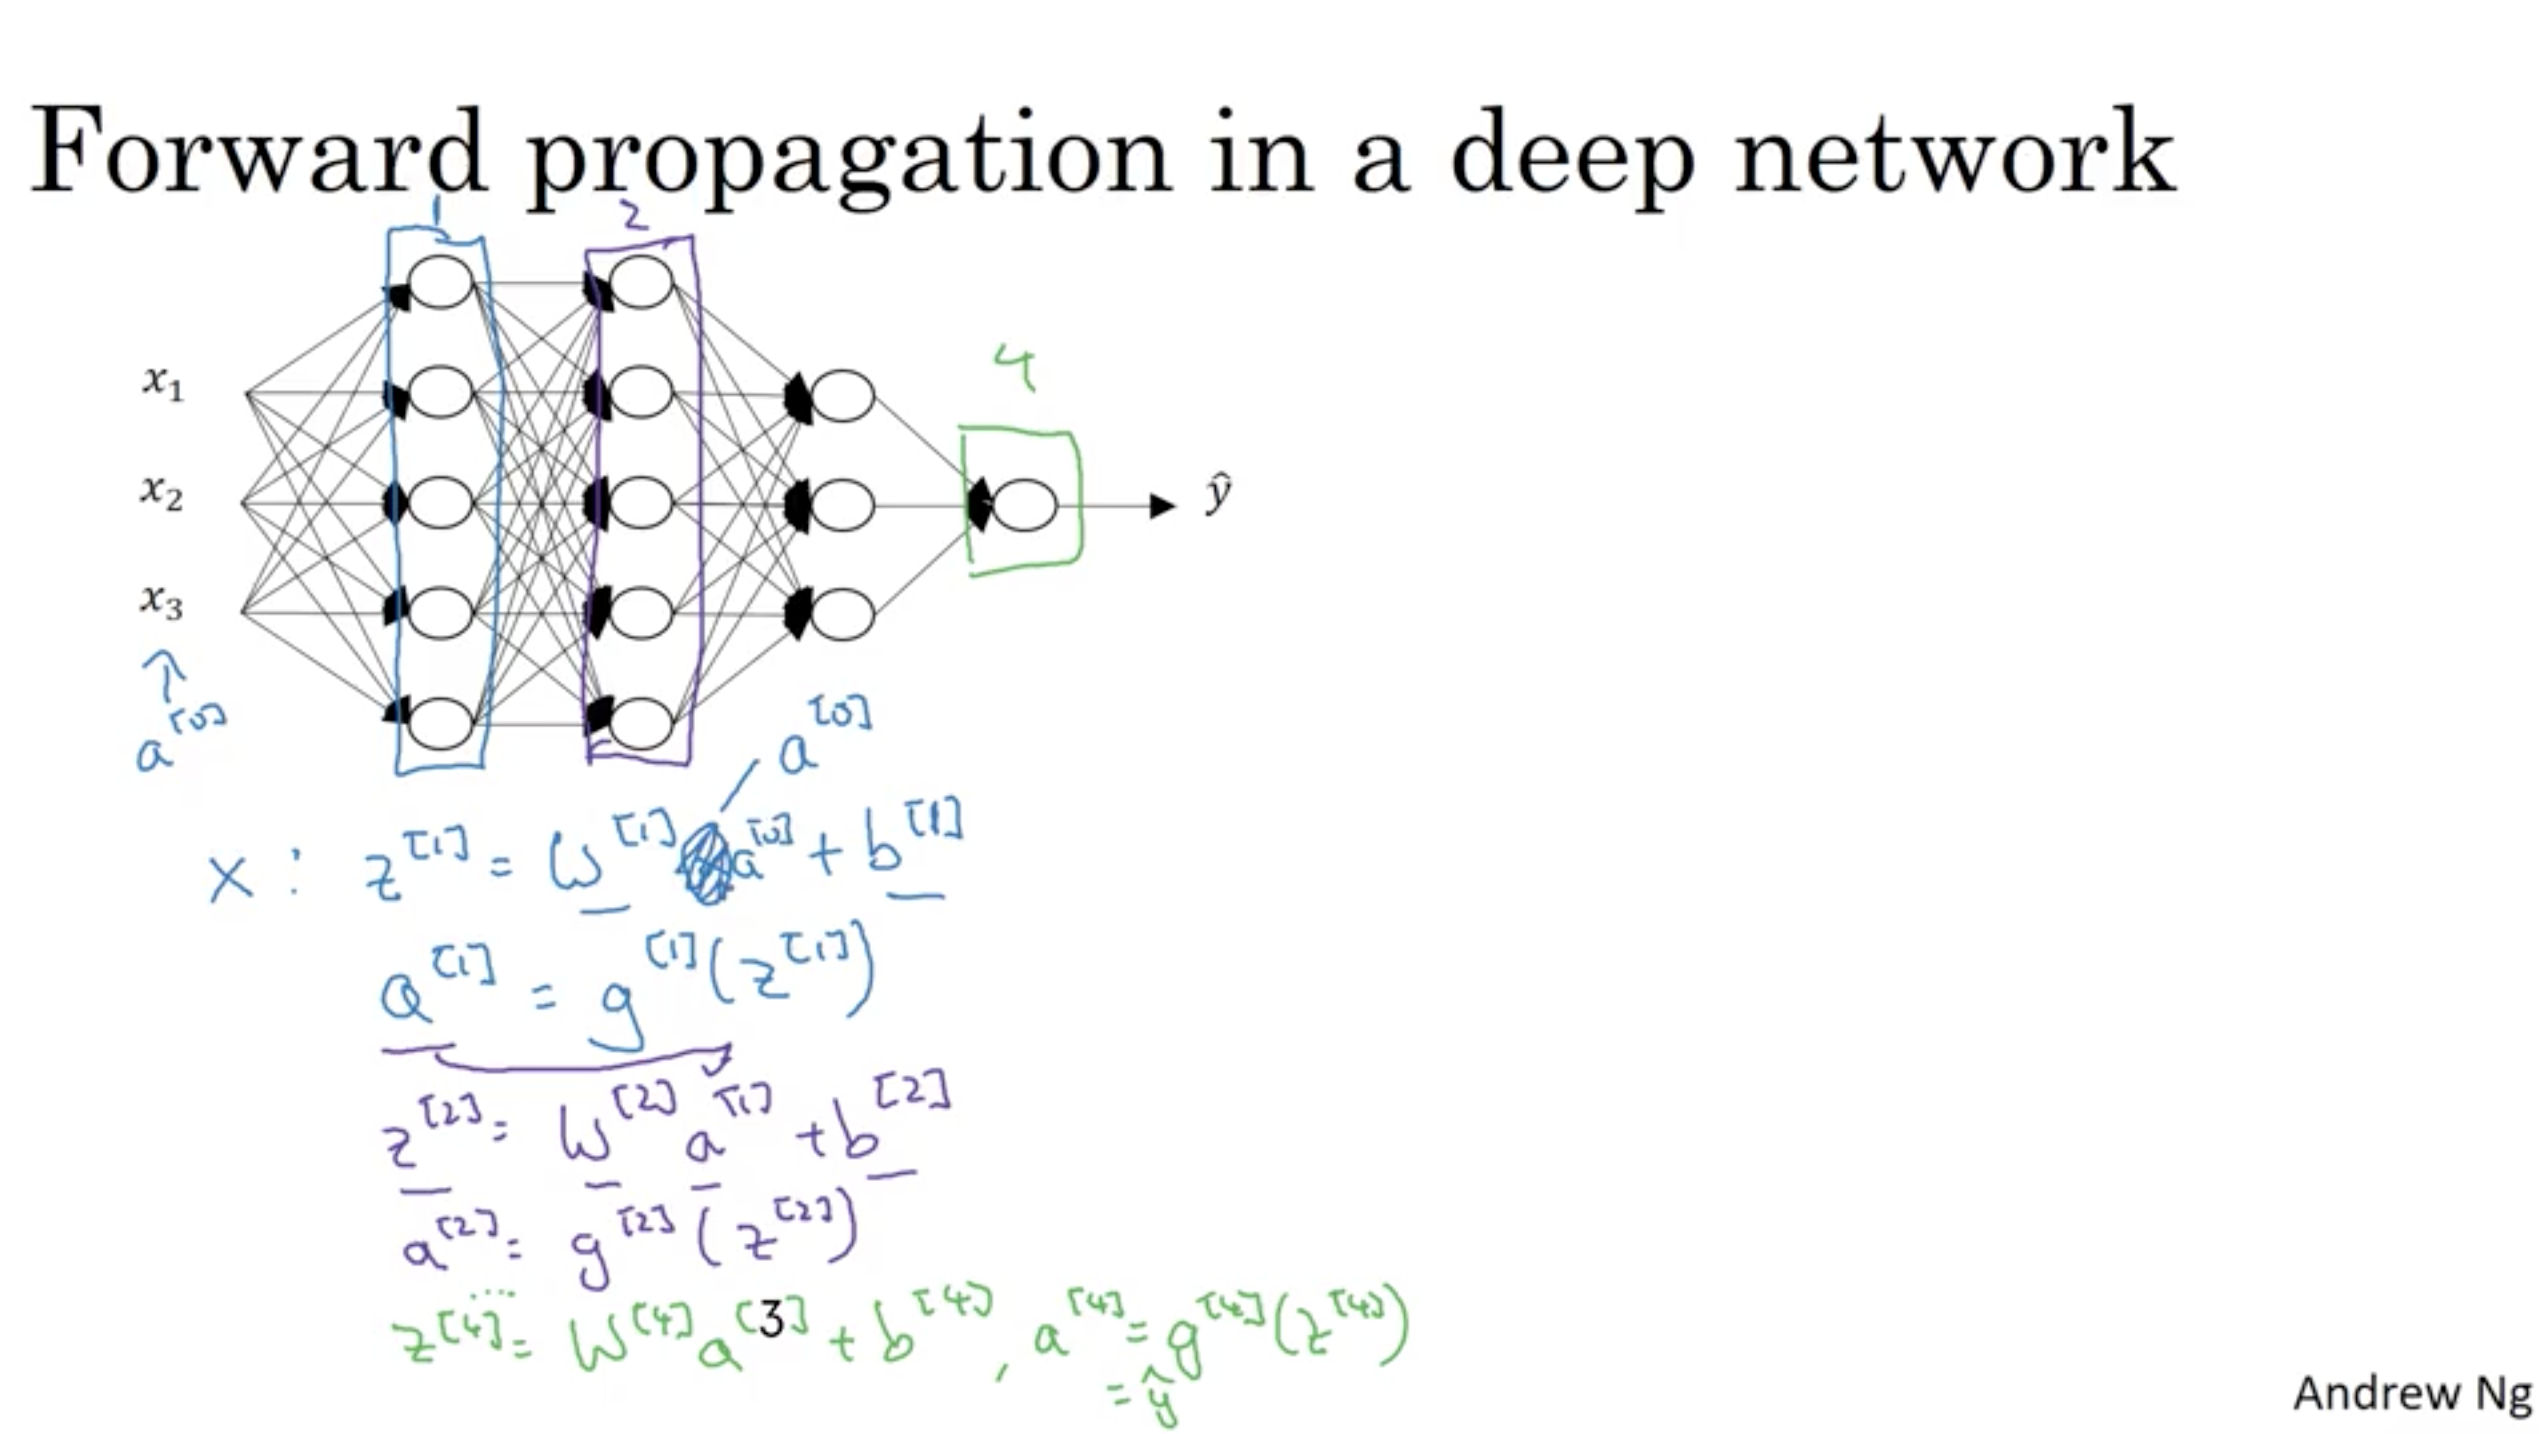 Forward propagation in a deep network
1
2
4
x₁
x₂
x₃
ŷ
a^[0]
a^[0]
X : z^[1] = W^[1] a^[0] + b^[1]
a^[1] = g^[1](z^[1])
z^[2] = W^[2] a^[1] + b^[2]
a^[2] = g^[2](z^[2])
...
z^[4] = W^[4] a^[3] + b^[4] , a^[4] = g^[4](z^[4])
= ŷ
Andrew Ng